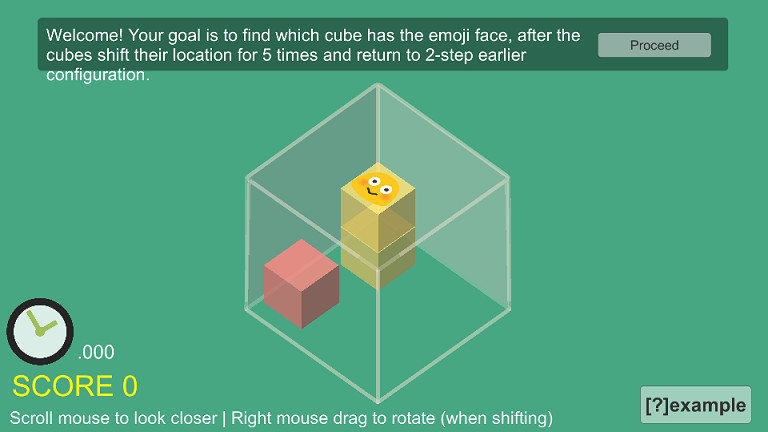 Welcome! Your goal is to find which cube has the emoji face, after the
cubes shift their location for 5 times and return to 2-step earlier
configuration.
Proceed
.000
SCORE 0
Scroll mouse to look closer | Right mouse drag to rotate (when shifting)
[?]example